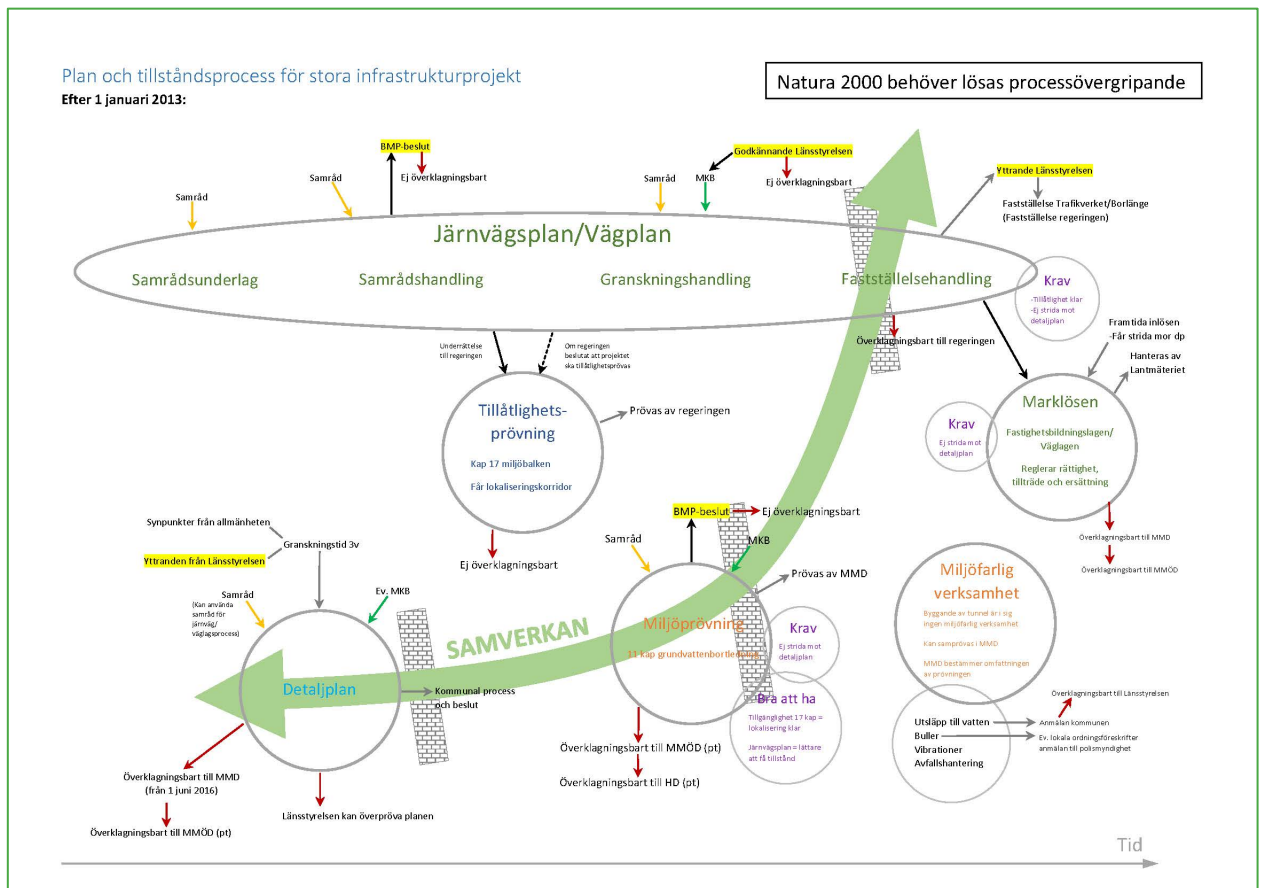 Plan och tillståndsprocess för stora infrastrukturprojekt
Efter 1 januari 2013:
Natura 2000 behöver lösas processövergripande
BMP-beslut
Ej överklagningsbart
Samråd
Samråd
Samråd
MKB
Godkännande Länsstyrelsen
Ej överklagningsbart
Yttrande Länsstyrelsen
Fastställelse Trafikverket/Borlänge
(Fastställelse regeringen)
Järnvägsplan/Vägplan
Samrådsunderlag
Samrådshandling
Granskningshandling
Fastställelsehandling
Krav
-Tillåtlighet klar
-Ej strida mot
detaljplan
Underrättelse
till regeringen
Om regeringen
beslutat att projektet
ska tillåtlighetsprövas
Överklagningsbart till regeringen
Framtida inlösen
-Får strida mor dp
Hanteras av
Lantmäteriet
Tillåtlighets-
prövning
Kap 17 miljöbalken
Får lokaliseringskorridor
Prövas av regeringen
Ej överklagningsbart
Krav
Ej strida mot
detaljplan
Marklösen
Fastighetsbildningslagen/
Väglagen
Reglerar rättighet,
tillträde och ersättning
Överklagningsbart till MMD
Överklagningsbart till MMÖD
Synpunkter från allmänheten
Granskningstid 3v
Yttranden från Länsstyrelsen
Samråd
(Kan använda
samråd för
järnväg/
väglagsprocess)
Ev. MKB
Detaljplan
SAMVERKAN
Kommunal process
och beslut
Överklagningsbart till MMD
(från 1 juni 2016)
Överklagningsbart till MMÖD (pt)
Länsstyrelsen kan överpröva planen
BMP-beslut
Ej överklagningsbart
Samråd
MKB
Prövas av MMD
Miljöprövning
11 kap grundvattenbortledning
Krav
Ej strida mot
detaljplan
Bra att ha
Tillgänglighet 17 kap =
lokalisering klar
Järnvägsplan = lättare
att få tillstånd
Överklagningsbart till MMÖD (pt)
Överklagningsbart till HD (pt)
Miljöfarlig
verksamhet
Byggande av tunnel är i sig
ingen miljöfarlig verksamhet
Kan samprövas i MMD
MMD bestämmer omfattningen
av prövningen
Utsläpp till vatten
Buller
Vibrationer
Avfallshantering
Överklagningsbart till Länsstyrelsen
Anmälan kommunen
Ev. lokala ordningsföreskrifter
anmälan till polismyndighet
Tid